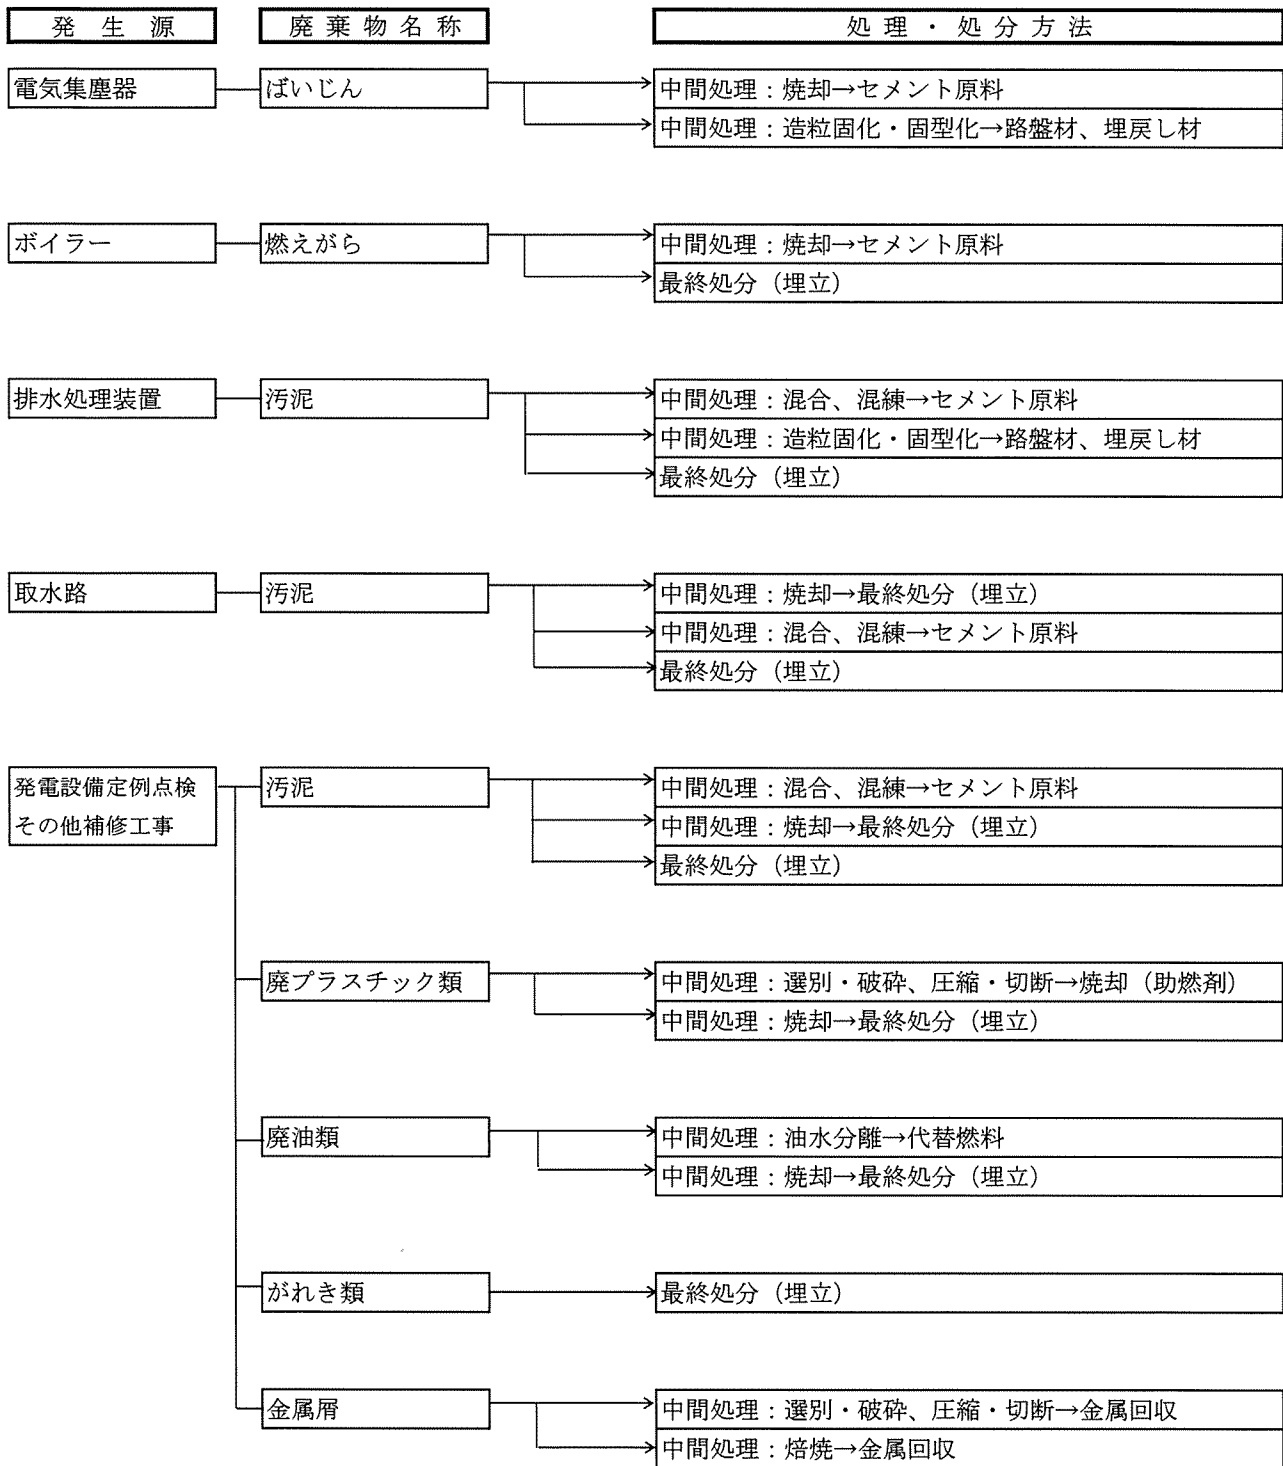 発生源 廃棄物名称 処理・処分方法
電気集塵器 ばいじん 中間処理：焼却→セメント原料
中間処理：造粒固化・固型化→路盤材、埋戻し材
ボイラー 燃えがら 中間処理：焼却→セメント原料
最終処分（埋立）
排水処理装置 汚泥 中間処理：混合、混練→セメント原料
中間処理：造粒固化・固型化→路盤材、埋戻し材
最終処分（埋立）
取水路 汚泥 中間処理：焼却→最終処分（埋立）
中間処理：混合、混練→セメント原料
最終処分（埋立）
発電設備定例点検 汚泥 中間処理：混合、混練→セメント原料
その他補修工事 中間処理：焼却→最終処分（埋立）
最終処分（埋立）
廃プラスチック類 中間処理：選別・破砕、圧縮・切断→焼却（助燃剤）
中間処理：焼却→最終処分（埋立）
廃油類 中間処理：油水分離→代替燃料
中間処理：焼却→最終処分（埋立）
がれき類 最終処分（埋立）
金属屑 中間処理：選別・破砕、圧縮・切断→金属回収
中間処理：焙焼→金属回収